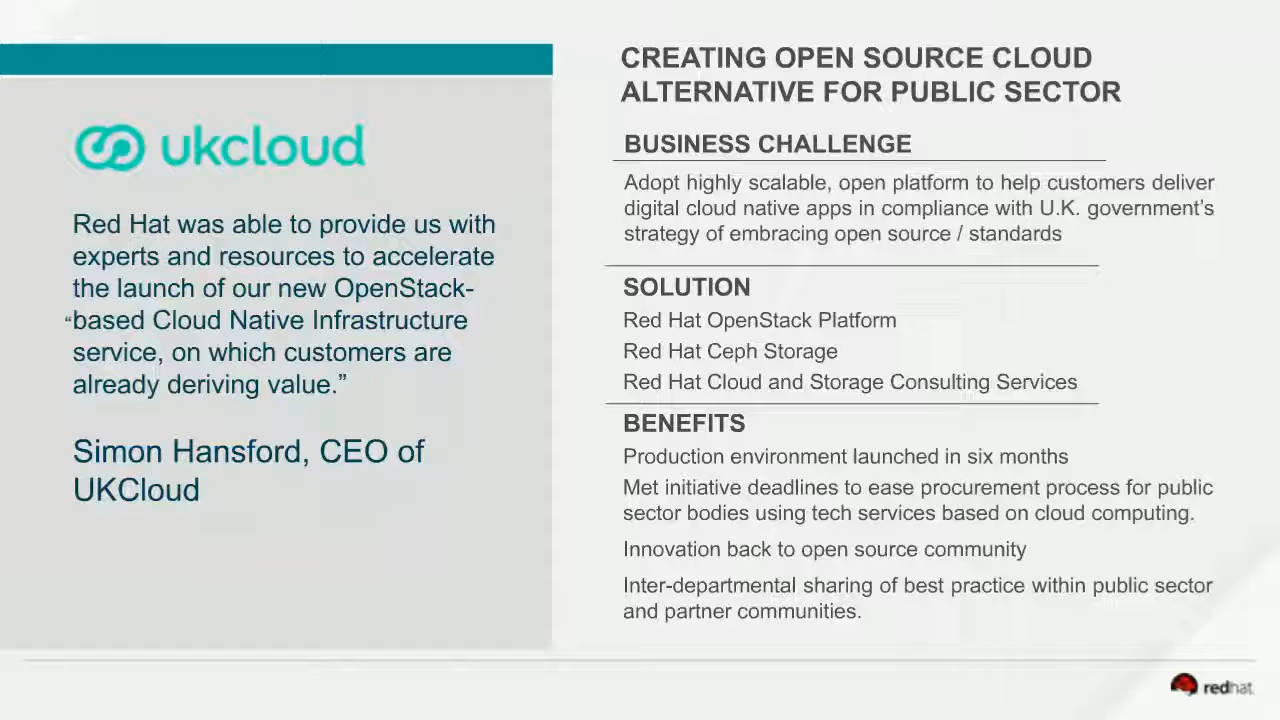 ukcloud
Red Hat was able to provide us with
experts and resources to accelerate
the launch of our new OpenStack-
“based Cloud Native Infrastructure
service, on which customers are
already deriving value.”
Simon Hansford, CEO of
UKCloud
CREATING OPEN SOURCE CLOUD
ALTERNATIVE FOR PUBLIC SECTOR
BUSINESS CHALLENGE
Adopt highly scalable, open platform to help customers deliver
digital cloud native apps in compliance with U.K. government’s
strategy of embracing open source / standards
SOLUTION
Red Hat OpenStack Platform
Red Hat Ceph Storage
Red Hat Cloud and Storage Consulting Services
BENEFITS
Production environment launched in six months
Met initiative deadlines to ease procurement process for public
sector bodies using tech services based on cloud computing.
Innovation back to open source community
Inter-departmental sharing of best practice within public sector
and partner communities.
redhat